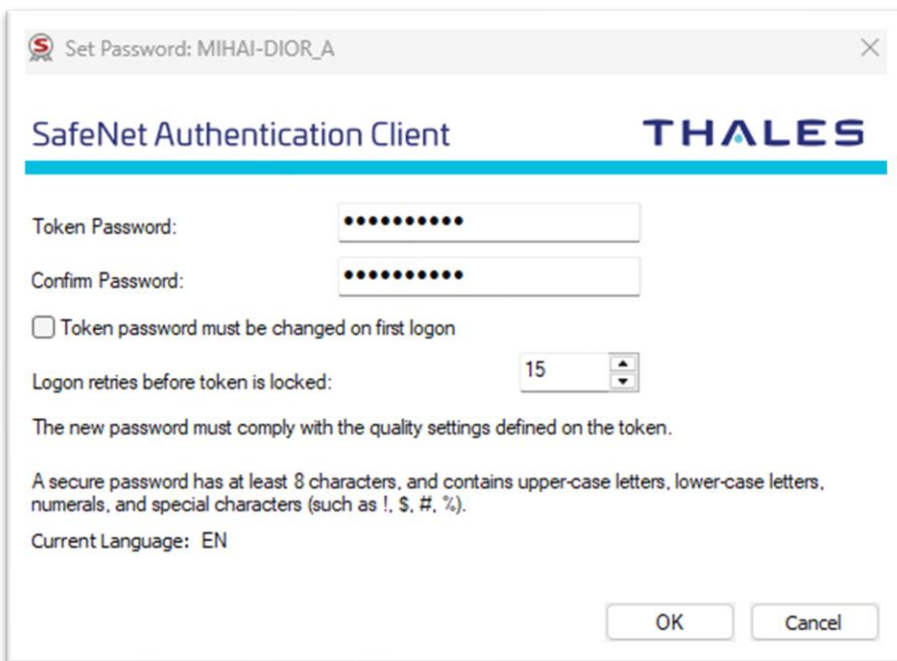 Set Password: MIHAI-DIOR_A
SafeNet Authentication Client THALES
Token Password: ••••••••••
Confirm Password: ••••••••••
Token password must be changed on first logon
Logon retries before token is locked: 15
The new password must comply with the quality settings defined on the token.
A secure password has at least 8 characters, and contains upper-case letters, lower-case letters,
numerals, and special characters (such as !, $, #, %).
Current Language: EN
OK Cancel